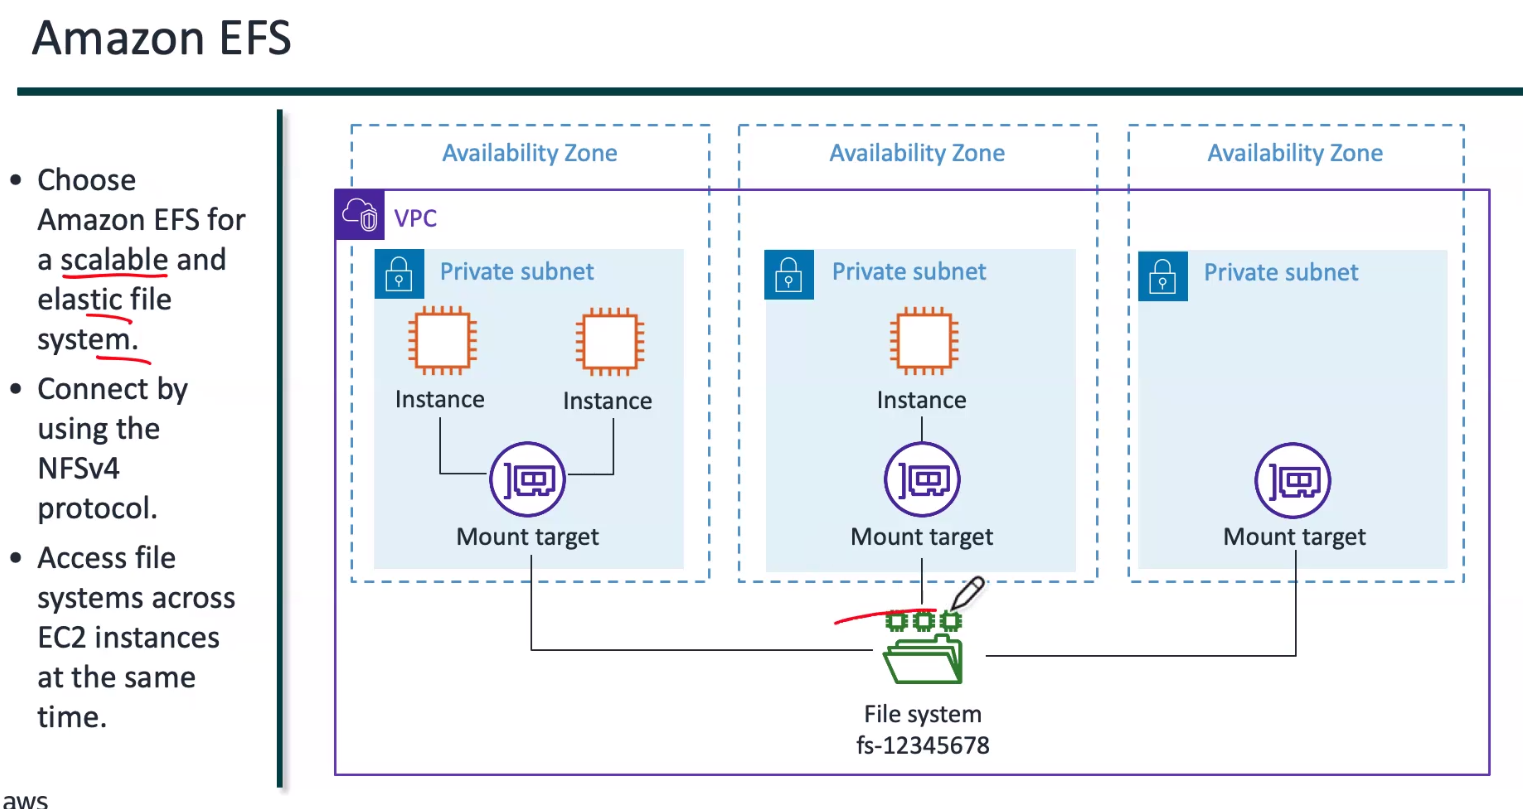 Amazon EFS
• Choose
Amazon EFS for
a scalable and
elastic file
system.
• Connect by
using the
NFSv4
protocol.
• Access file
systems across
EC2 instances
at the same
time.
aws
Availability Zone
Availability Zone
Availability Zone
VPC
Private subnet
Private subnet
Private subnet
Instance
Instance
Instance
Mount target
Mount target
Mount target
File system
fs-12345678